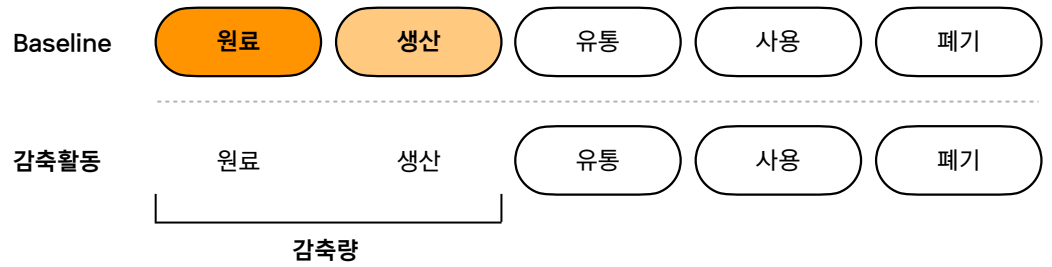 Baseline 원료 생산 유통 사용 폐기
감축활동 원료 생산 유통 사용 폐기
감축량